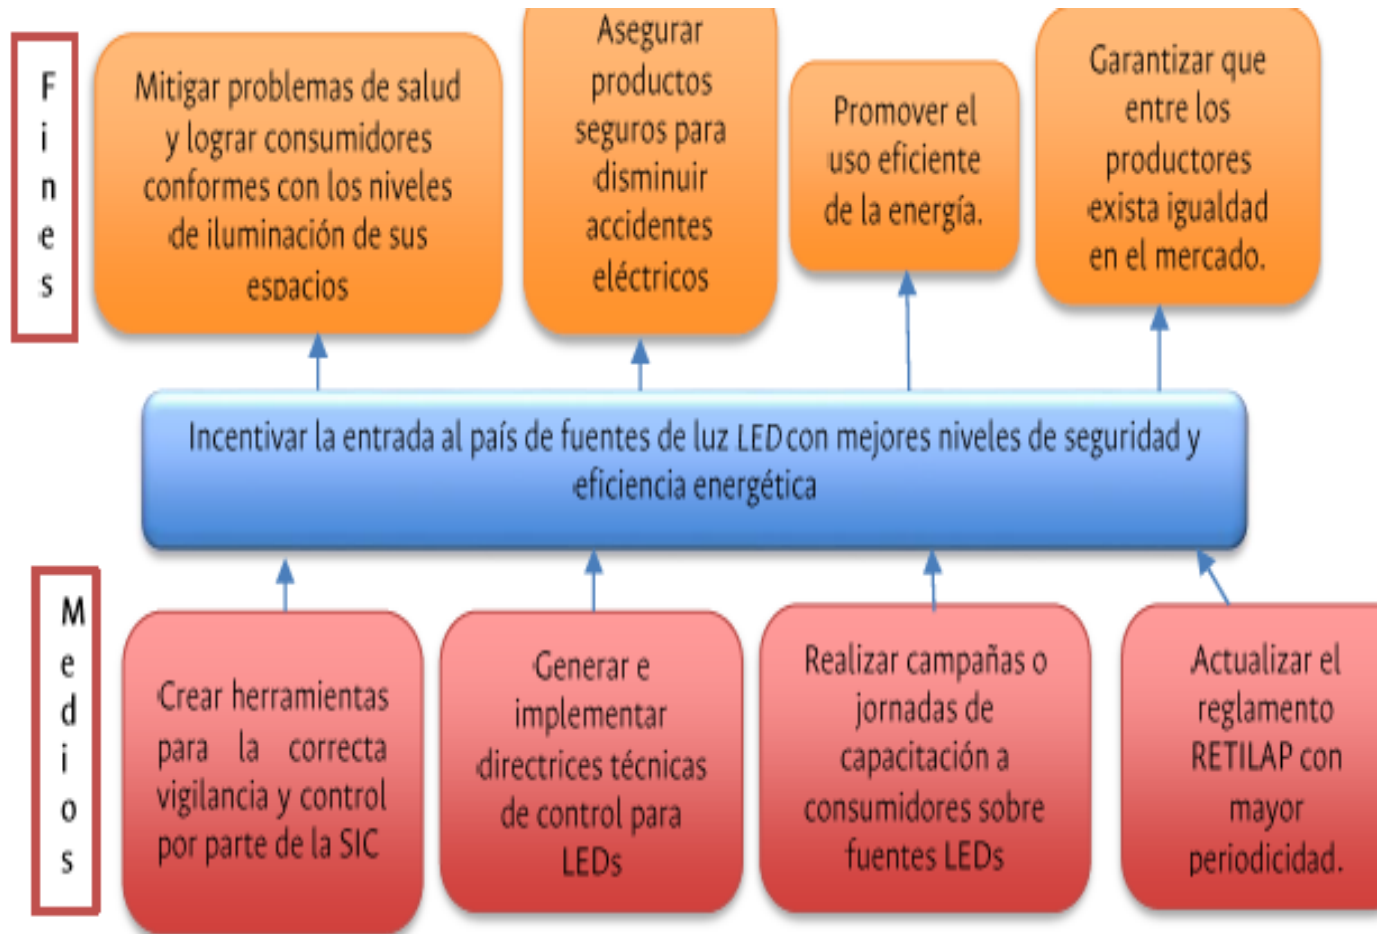 Fines
Mitigar problemas de salud
y lograr consumidores
conformes con los niveles
de iluminación de sus
espacios
Asegurar
productos
seguros para
disminuir
accidentes
eléctricos
Promover el
uso eficiente
de la energía.
Garantizar que
entre los
productores
exista igualdad
en el mercado.
Incentivar la entrada al país de fuentes de luz LED con mejores niveles de seguridad y
eficiencia energética
Medios
Crear herramientas
para la correcta
vigilancia y control
por parte de la SIC
Generar e
implementar
directrices técnicas
de control para
LEDs
Realizar campañas o
jornadas de
capacitación a
consumidores sobre
fuentes LEDs
Actualizar el
reglamento
RETILAP con
mayor
periodicidad.